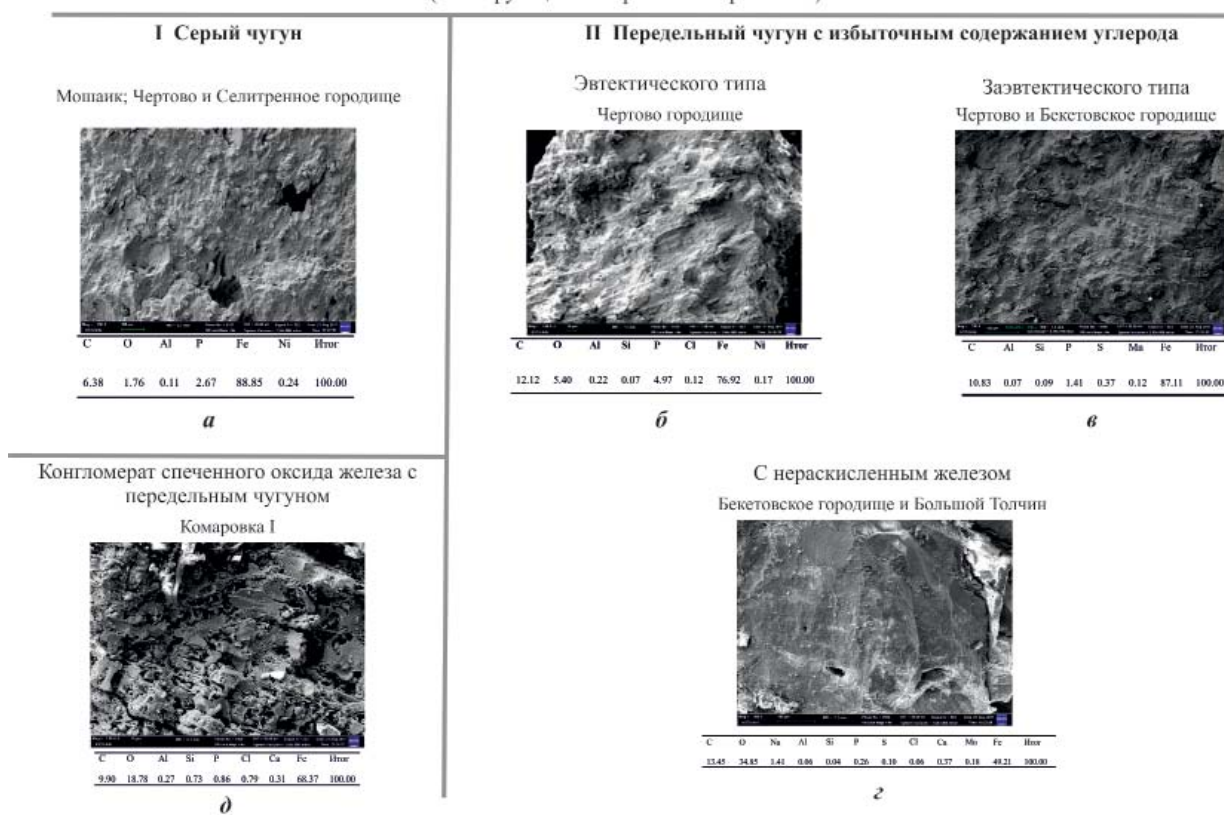 I Серый чугун
Мошаик; Чертово и Селитренное городище
C O Al P Fe Ni Итог
6.38 1.76 0.11 2.67 88.85 0.24 100.00
а
II Передельный чугун с избыточным содержанием углерода
Эвтектического типа
Чертово городище
C O Al Si P Cl Fe Ni Итог
12.12 5.40 0.22 0.07 4.97 0.12 76.92 0.17 100.00
б
Заэвтектического типа
Чертово и Бекетовское городище
C Al Si P S Mn Fe Итог
10.83 0.07 0.09 1.41 0.37 0.12 87.11 100.00
в
Конгломерат спеченного оксида железа с
передельным чугуном
Комаровка I
C O Al Si P Cl Ca Fe Итог
9.90 18.78 0.27 0.73 0.86 0.79 0.31 68.37 100.00
д
С нераскисленным железом
Бекетовское городище и Большой Толчин
C O Na Al Si P S Cl Ca Mn Fe Итог
13.45 34.85 1.41 0.06 0.04 0.26 0.10 0.06 0.37 0.18 49.21 100.00
г